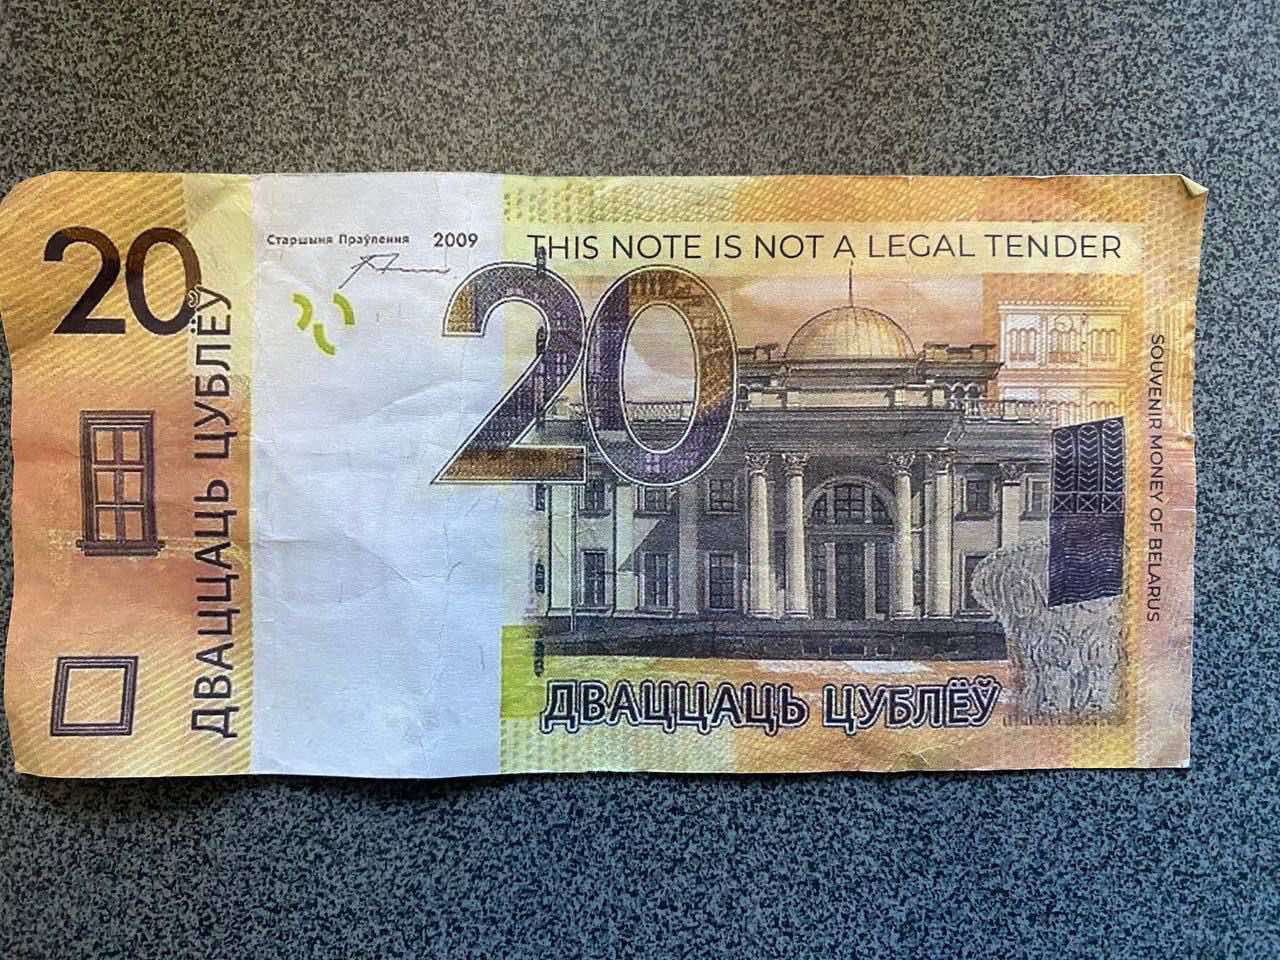 20
ДВАЦЦАЦЬ ЦУБЛЁЎ
Старшыня Праўлення 2009
THIS NOTE IS NOT A LEGAL TENDER
20
ДВАЦЦАЦЬ ЦУБЛЁЎ
SOUVENIR MONEY OF BELARUS